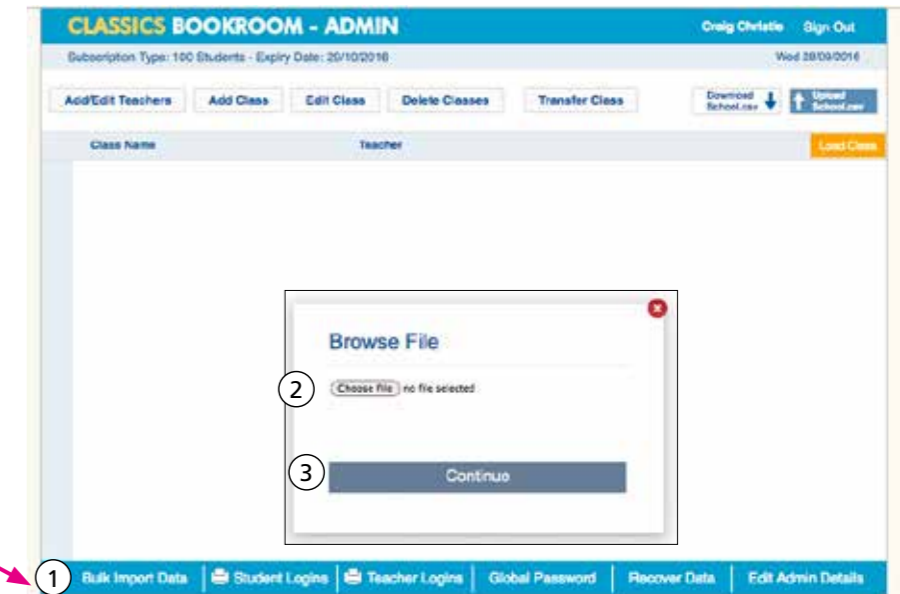 CLASSICS BOOKROOM - ADMIN
Craig Christie Sign Out
Subscription Type: 100 Students - Expiry Date: 20/10/2016
Wed 28/09/2016
Add/Edit Teachers Add Class Edit Class Delete Classes Transfer Class
Download School.csv
Upload School.csv
Class Name Teacher Load Class
Browse File
2 Choose File no file selected
3 Continue
1 Bulk Import Data Student Logins Teacher Logins Global Password Recover Data Edit Admin Details